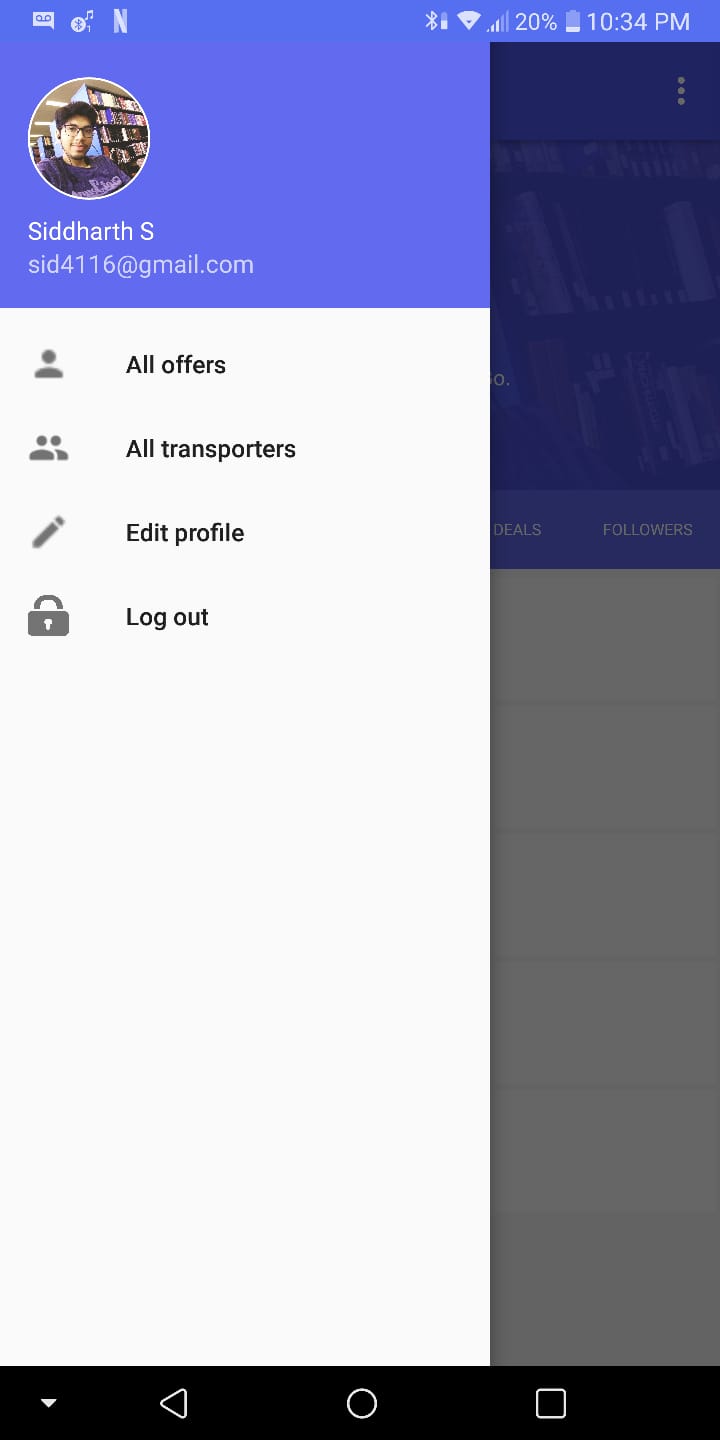 20% 10:34 PM
Siddharth S
sid4116@gmail.com
All offers
All transporters
Edit profile
Log out
DEALS FOLLOWERS